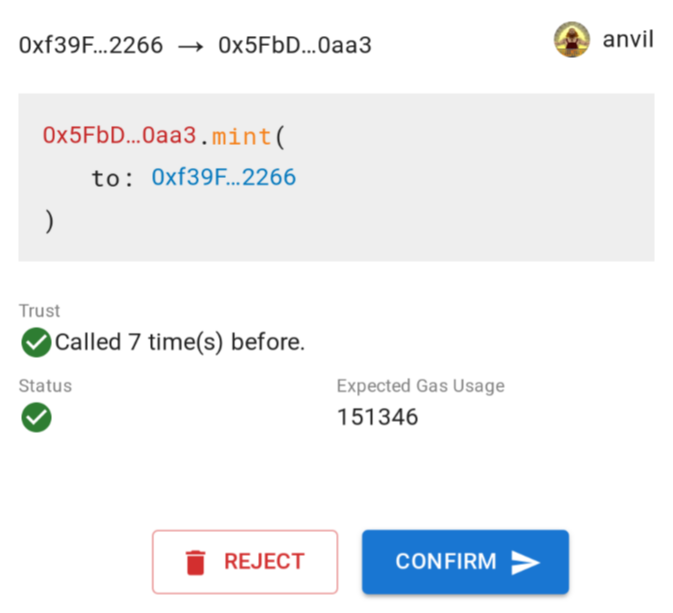 0xf39F…2266 → 0x5FbD…0aa3 anvil
0x5FbD…0aa3.mint(
to: 0xf39F…2266
)
Trust
Called 7 time(s) before.
Status Expected Gas Usage
151346
REJECT CONFIRM